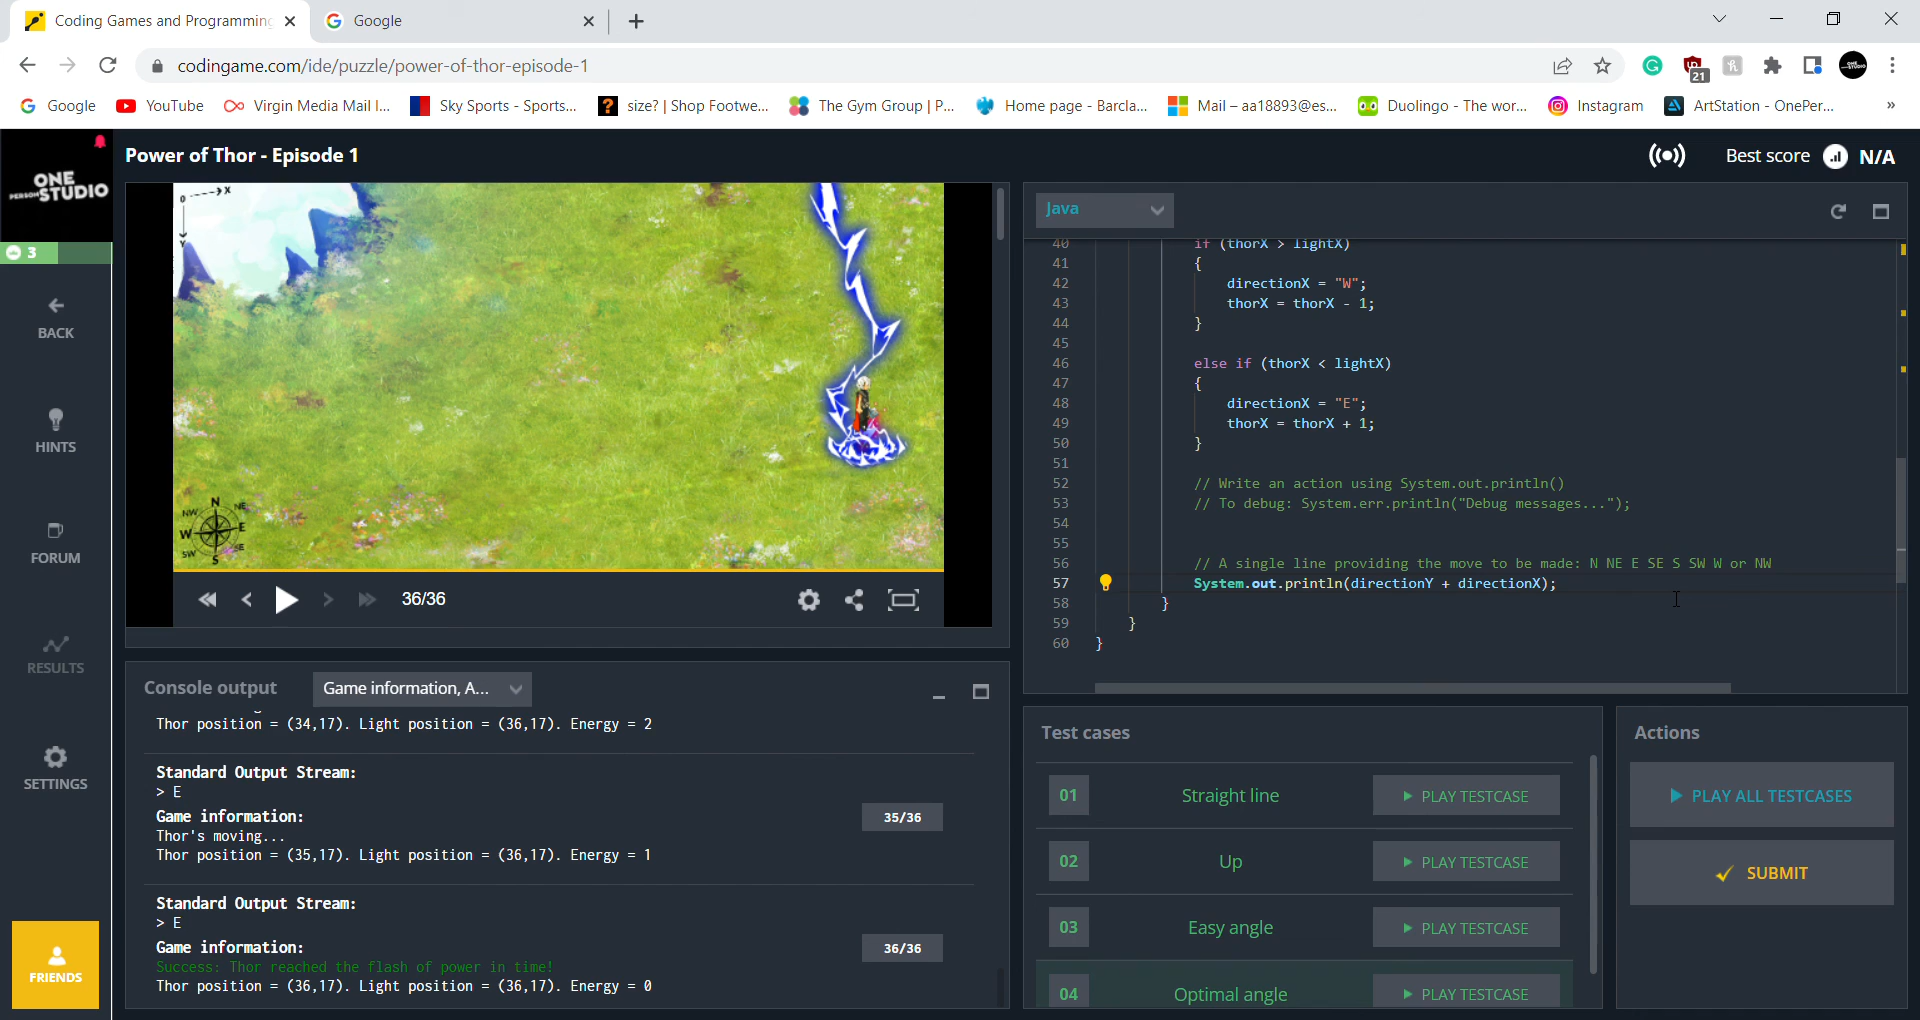 Coding Games and Programming
Google
codingame.com/ide/puzzle/power-of-thor-episode-1
21
Google
YouTube
Virgin Media Mail I...
Sky Sports - Sports...
size? | Shop Footwe...
The Gym Group | P...
Home page - Barcla...
Mail – aa18893@es...
Duolingo - The wor...
Instagram
ArtStation - OnePer...
»
ONE
PERSON STUDIO
3
BACK
HINTS
FORUM
RESULTS
SETTINGS
FRIENDS
Power of Thor - Episode 1
Best score N/A
0 X
Y
N
NW NE
W E
SW SE
S
36/36
Console output
Game information, A...
Thor position = (34,17). Light position = (36,17). Energy = 2
Standard Output Stream:
> E
Game information:
35/36
Thor's moving...
Thor position = (35,17). Light position = (36,17). Energy = 1
Standard Output Stream:
> E
Game information:
36/36
Success: Thor reached the flash of power in time!
Thor position = (36,17). Light position = (36,17). Energy = 0
Java
40 if (thorX > lightX)
41 {
42 directionX = "W";
43 thorX = thorX - 1;
44 }
45
46 else if (thorX < lightX)
47 {
48 directionX = "E";
49 thorX = thorX + 1;
50 }
51
52 // Write an action using System.out.println()
53 // To debug: System.err.println("Debug messages...");
54
55
56 // A single line providing the move to be made: N NE E SE S SW W or NW
57 System.out.println(directionY + directionX);
58 }
59 }
60 }
Test cases
01 Straight line PLAY TESTCASE
02 Up PLAY TESTCASE
03 Easy angle PLAY TESTCASE
04 Optimal angle PLAY TESTCASE
Actions
PLAY ALL TESTCASES
SUBMIT